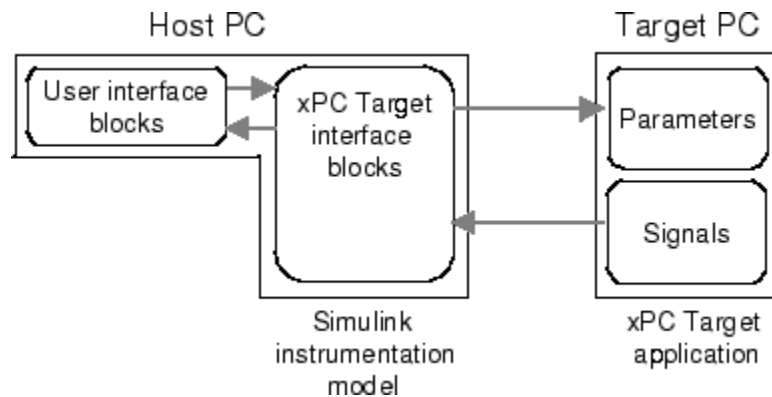 Host PC
Target PC
User interface
blocks
xPC Target
interface
blocks
Parameters
Signals
Simulink
instrumentation
model
xPC Target
application